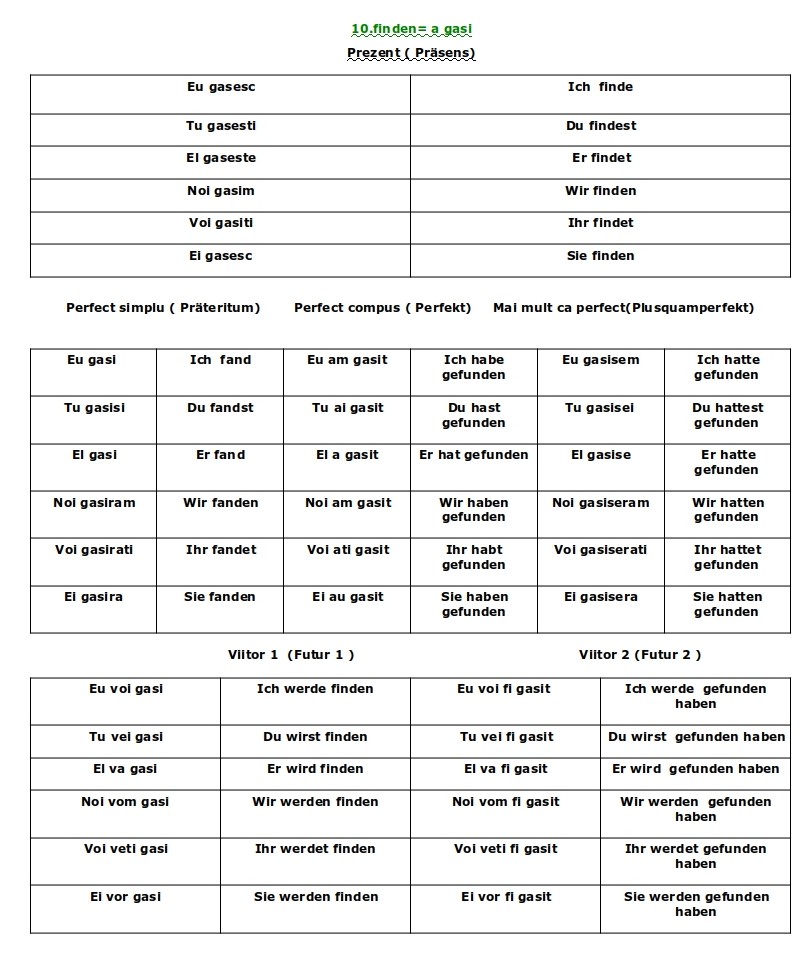 10.finden= a gasi
Prezent ( Präsens)
Eu gasesc Ich finde
Tu gasesti Du findest
El gaseste Er findet
Noi gasim Wir finden
Voi gasiti Ihr findet
Ei gasesc Sie finden
Perfect simplu ( Präteritum) Perfect compus ( Perfekt) Mai mult ca perfect(Plusquamperfekt)
Eu gasi Ich fand Eu am gasit Ich habe gefunden Eu gasisem Ich hatte gefunden
Tu gasisi Du fandst Tu ai gasit Du hast gefunden Tu gasisei Du hattest gefunden
El gasi Er fand El a gasit Er hat gefunden El gasise Er hatte gefunden
Noi gasiram Wir fanden Noi am gasit Wir haben gefunden Noi gasiseram Wir hatten gefunden
Voi gasirati Ihr fandet Voi ati gasit Ihr habt gefunden Voi gasiserati Ihr hattet gefunden
Ei gasira Sie fanden Ei au gasit Sie haben gefunden Ei gasisera Sie hatten gefunden
Viitor 1 (Futur 1 ) Viitor 2 (Futur 2 )
Eu voi gasi Ich werde finden Eu voi fi gasit Ich werde gefunden haben
Tu vei gasi Du wirst finden Tu vei fi gasit Du wirst gefunden haben
El va gasi Er wird finden El va fi gasit Er wird gefunden haben
Noi vom gasi Wir werden finden Noi vom fi gasit Wir werden gefunden haben
Voi veti gasi Ihr werdet finden Voi veti fi gasit Ihr werdet gefunden haben
Ei vor gasi Sie werden finden Ei vor fi gasit Sie werden gefunden haben